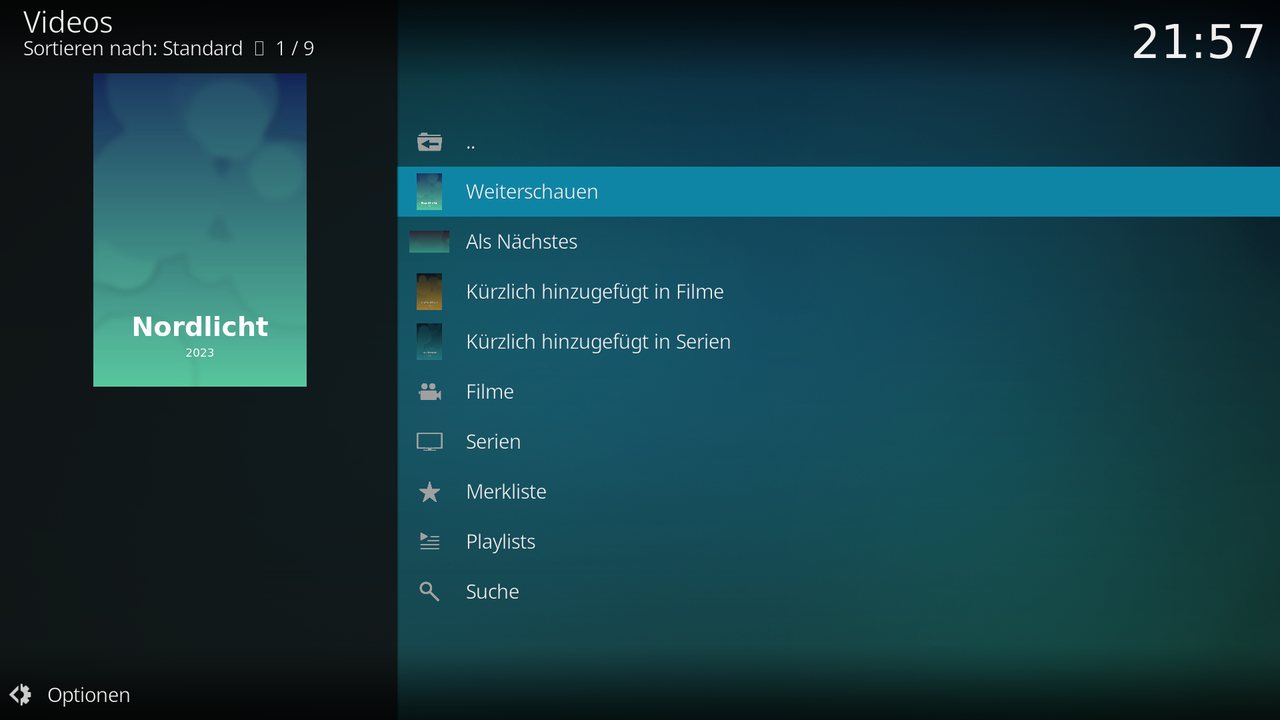 Videos
Sortieren nach: Standard 1 / 9
21:57
Nordlicht
2023
..
Weiterschauen
Als Nächstes
Kürzlich hinzugefügt in Filme
Kürzlich hinzugefügt in Serien
Filme
Serien
Merkliste
Playlists
Suche
Optionen